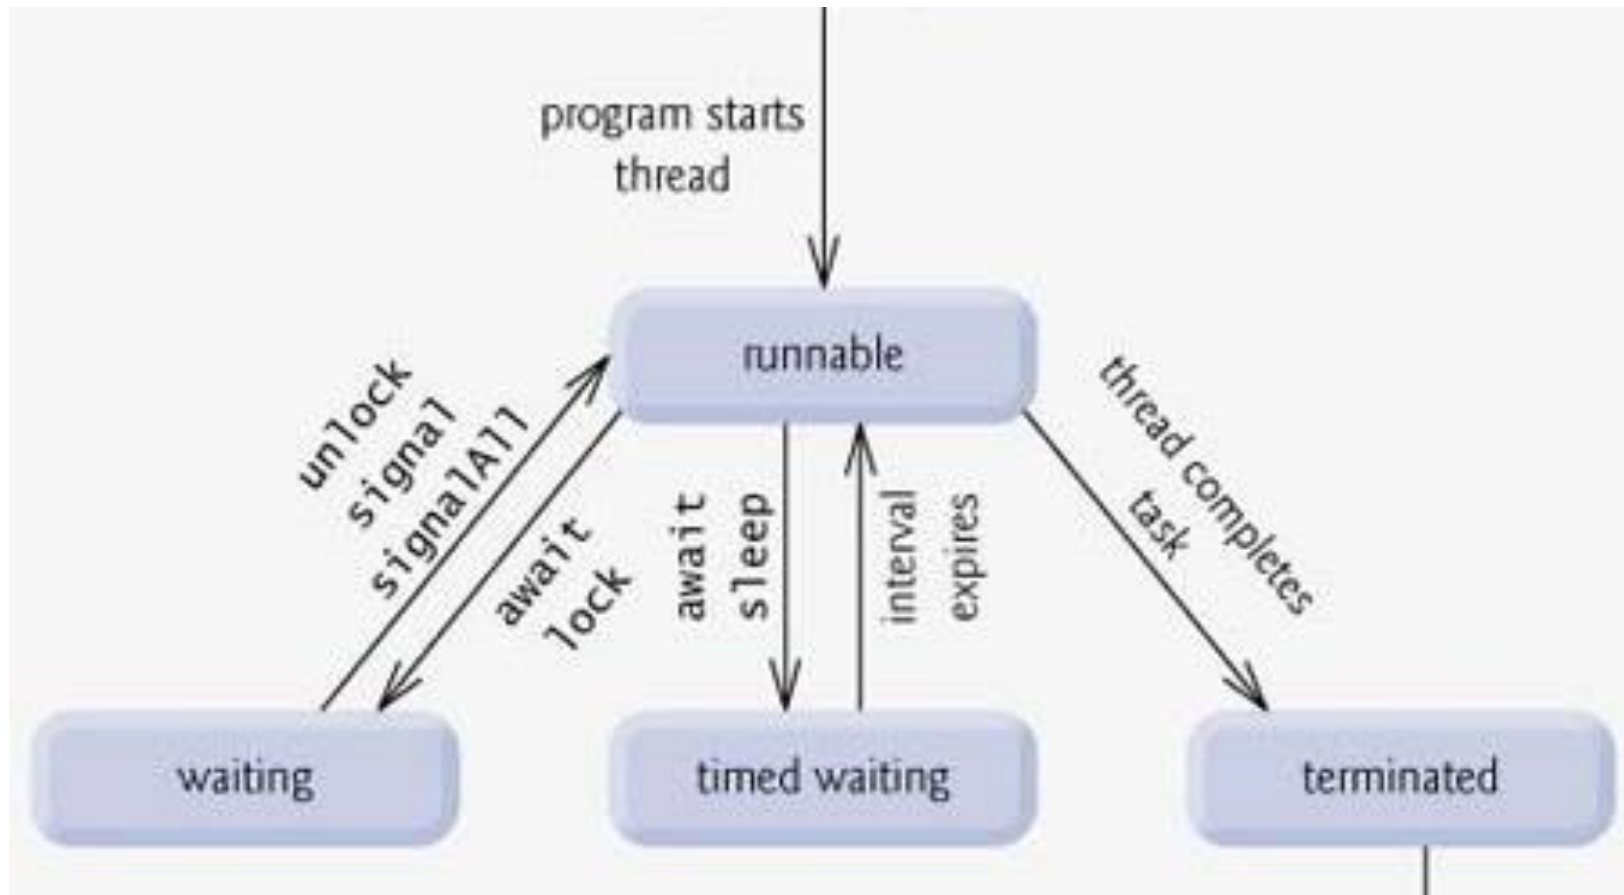 program starts
thread
runnable
unlock
signal
signalAll
await
lock
await
sleep
interval
expires
thread completes
task
waiting
timed waiting
terminated